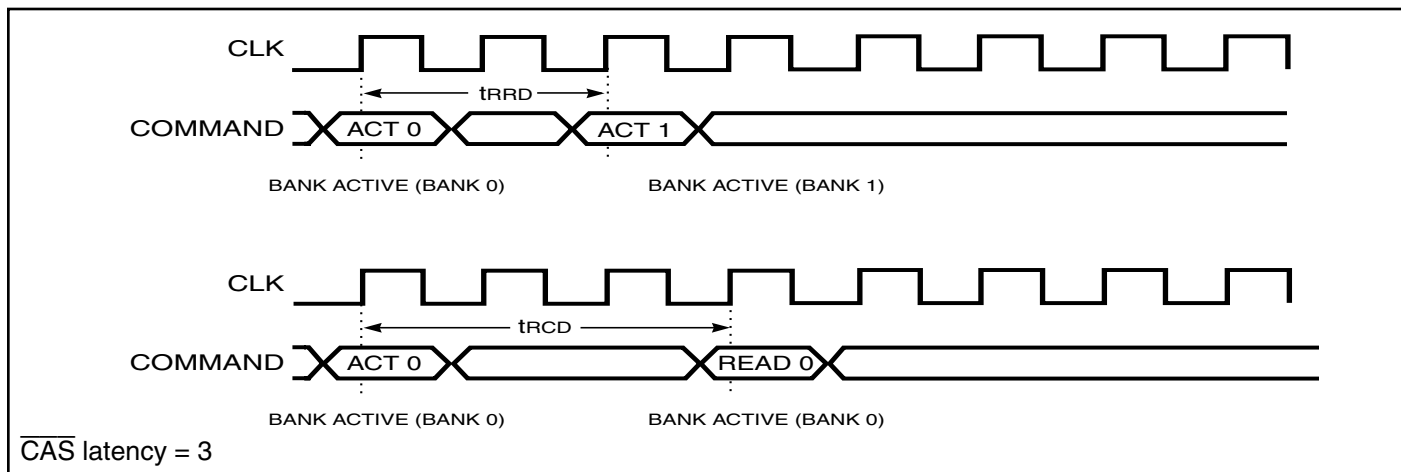 CLK
tRRD
COMMAND ACT 0 ACT 1
BANK ACTIVE (BANK 0) BANK ACTIVE (BANK 1)
CLK
tRCD
COMMAND ACT 0 READ 0
BANK ACTIVE (BANK 0) BANK ACTIVE (BANK 0)
C̅A̅S̅ latency = 3